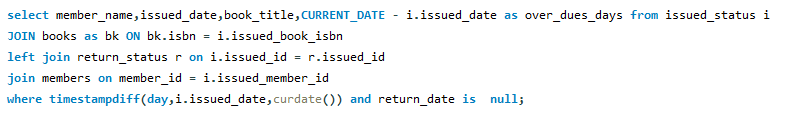 select member_name,issued_date,book_title,CURRENT_DATE - i.issued_date as over_dues_days from issued_status i
JOIN books as bk ON bk.isbn = i.issued_book_isbn
left join return_status r on i.issued_id = r.issued_id
join members on member_id = i.issued_member_id
where timestampdiff(day,i.issued_date,curdate()) and return_date is  null;